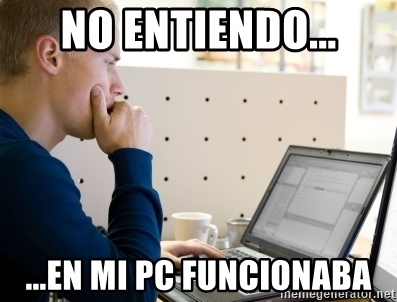 NO ENTIENDO...
...EN MI PC FUNCIONABA
memegenerator.net